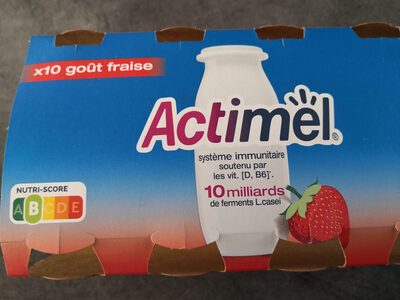 x10 goût fraise
Actimel®
système immunitaire
soutenu par
les vit. [D, B6]*.
10 milliards
de ferments L.casei
NUTRI-SCORE
A B C D E